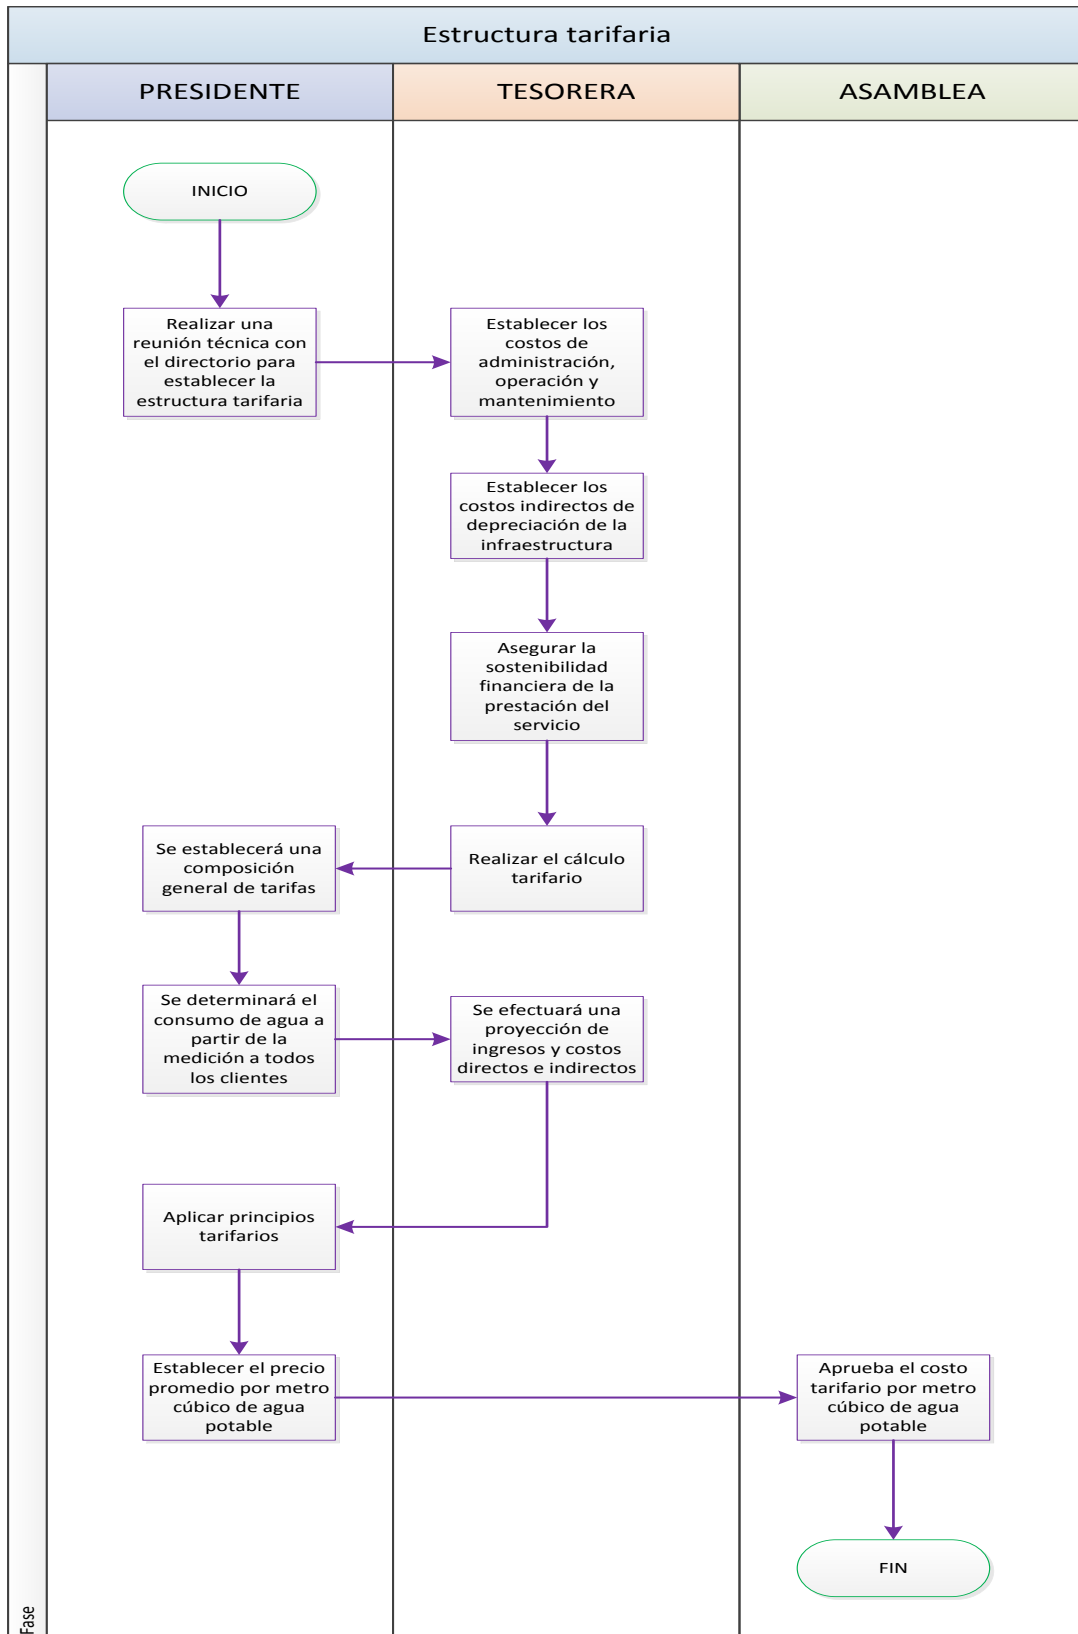 Estructura tarifaria
PRESIDENTE
TESORERA
ASAMBLEA
INICIO
Realizar una
reunión técnica con
el directorio para
establecer la
estructura tarifaria
Establecer los
costos de
administración,
operación y
mantenimiento
Establecer los
costos indirectos de
depreciación de la
infraestructura
Asegurar la
sostenibilidad
financiera de la
prestación del
servicio
Realizar el cálculo
tarifario
Se establecerá una
composición
general de tarifas
Se determinará el
consumo de agua a
partir de la
medición a todos
los clientes
Se efectuará una
proyección de
ingresos y costos
directos e indirectos
Aplicar principios
tarifarios
Establecer el precio
promedio por metro
cúbico de agua
potable
Aprueba el costo
tarifario por metro
cúbico de agua
potable
FIN
Fase